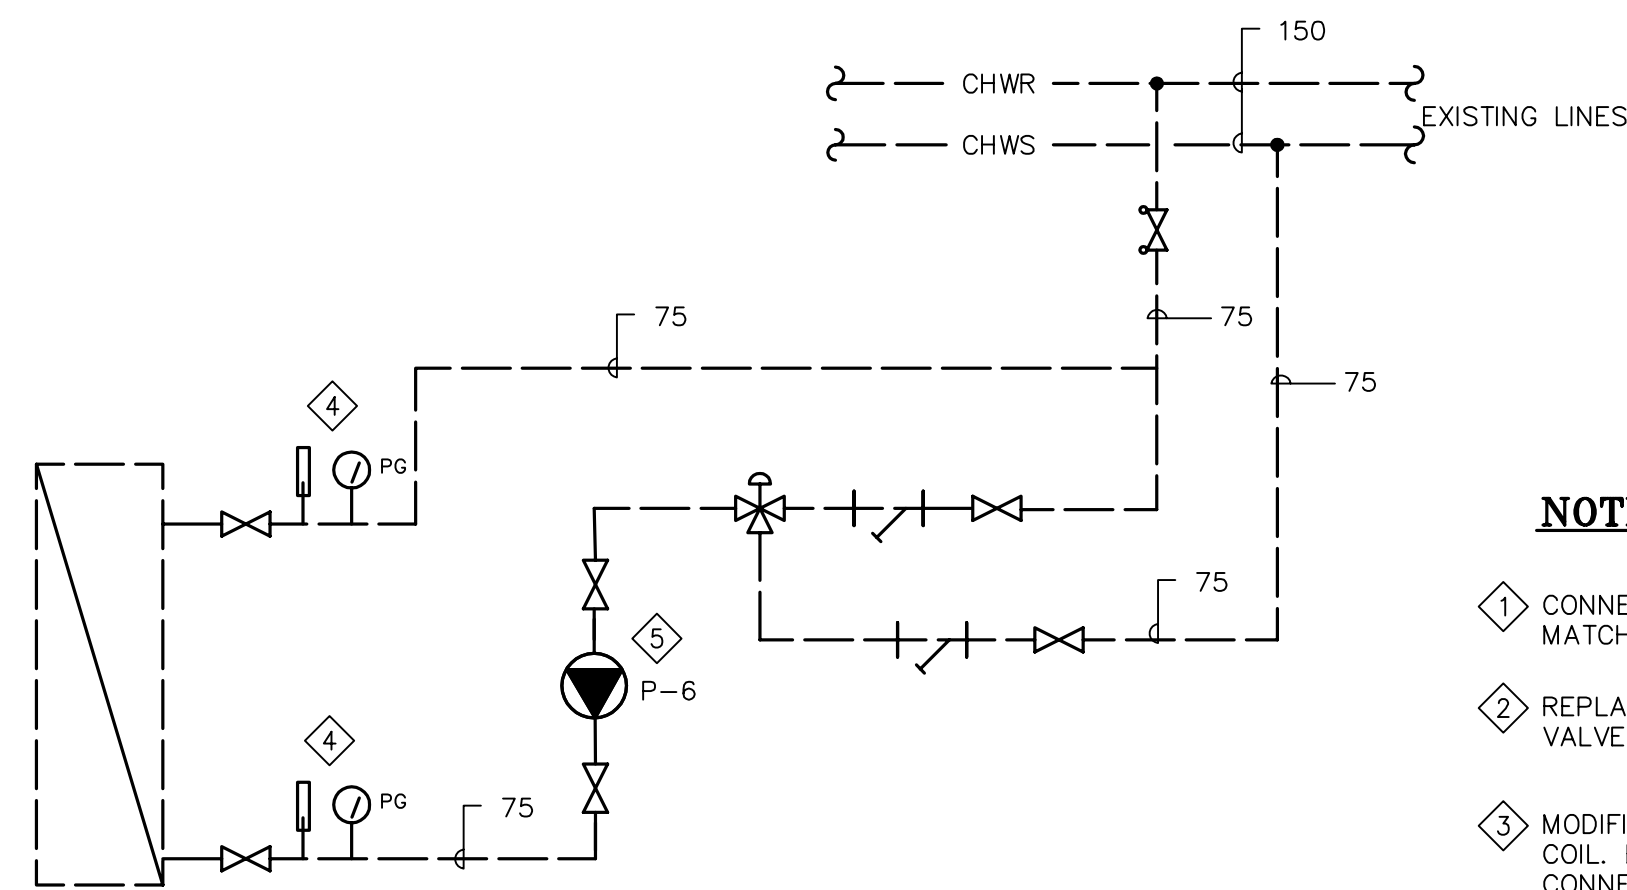 150
CHWR
EXISTING LINES
CHWS
75
75
75
4
PG
75
5
P-6
4
PG
75
1 CONNE
MATCH
2 REPLA
VALVE
3 MODIFI
COIL.
CONNE